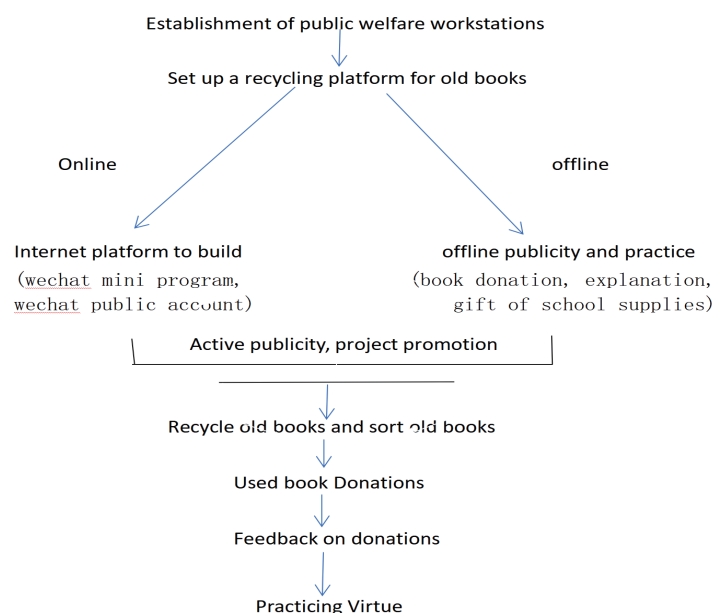 Establishment of public welfare workstations
Set up a recycling platform for old books
Online
offline
Internet platform to build
(wechat mini program,
wechat public account)
offline publicity and practice
(book donation, explanation,
gift of school supplies)
Active publicity, project promotion
Recycle old books and sort old books
Used book Donations
Feedback on donations
Practicing Virtue